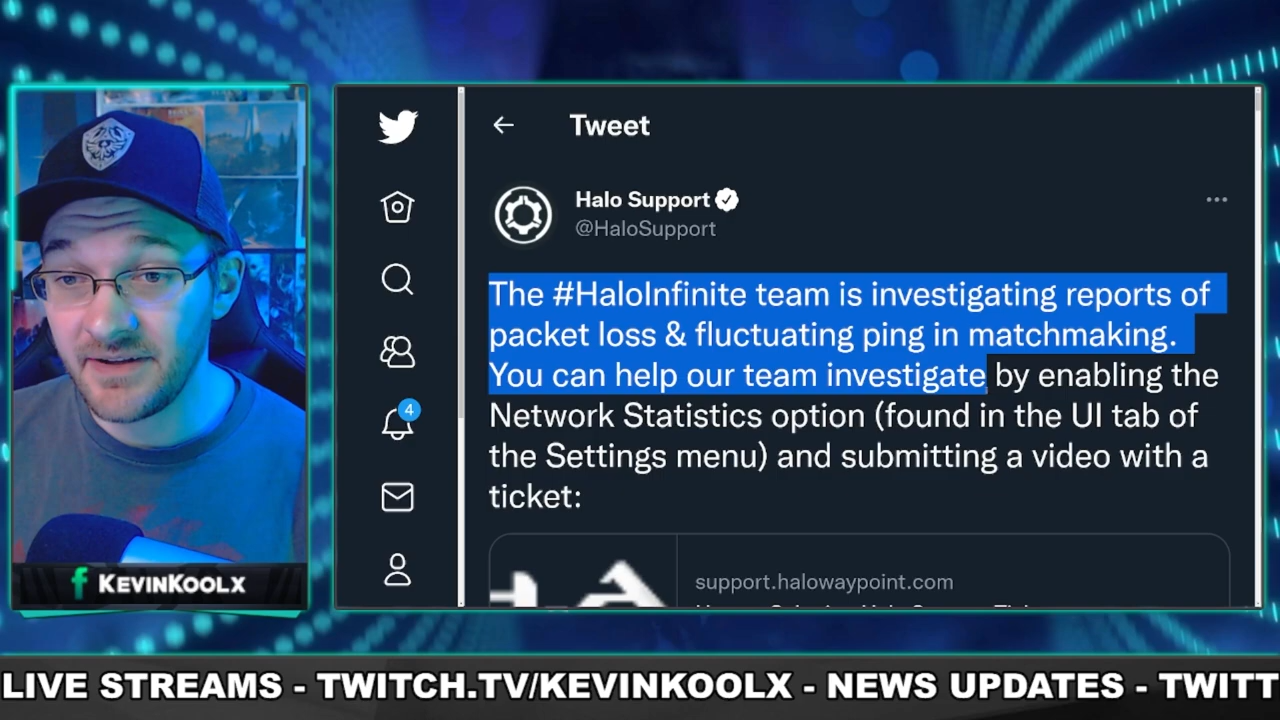 Tweet
Halo Support
@HaloSupport
The #HaloInfinite team is investigating reports of
packet loss & fluctuating ping in matchmaking.
You can help our team investigate by enabling the
Network Statistics option (found in the UI tab of
the Settings menu) and submitting a video with a
ticket:
4
support.halowaypoint.com
KEVINKOOLX
LIVE STREAMS - TWITCH.TV/KEVINKOOLX - NEWS UPDATES - TWITT